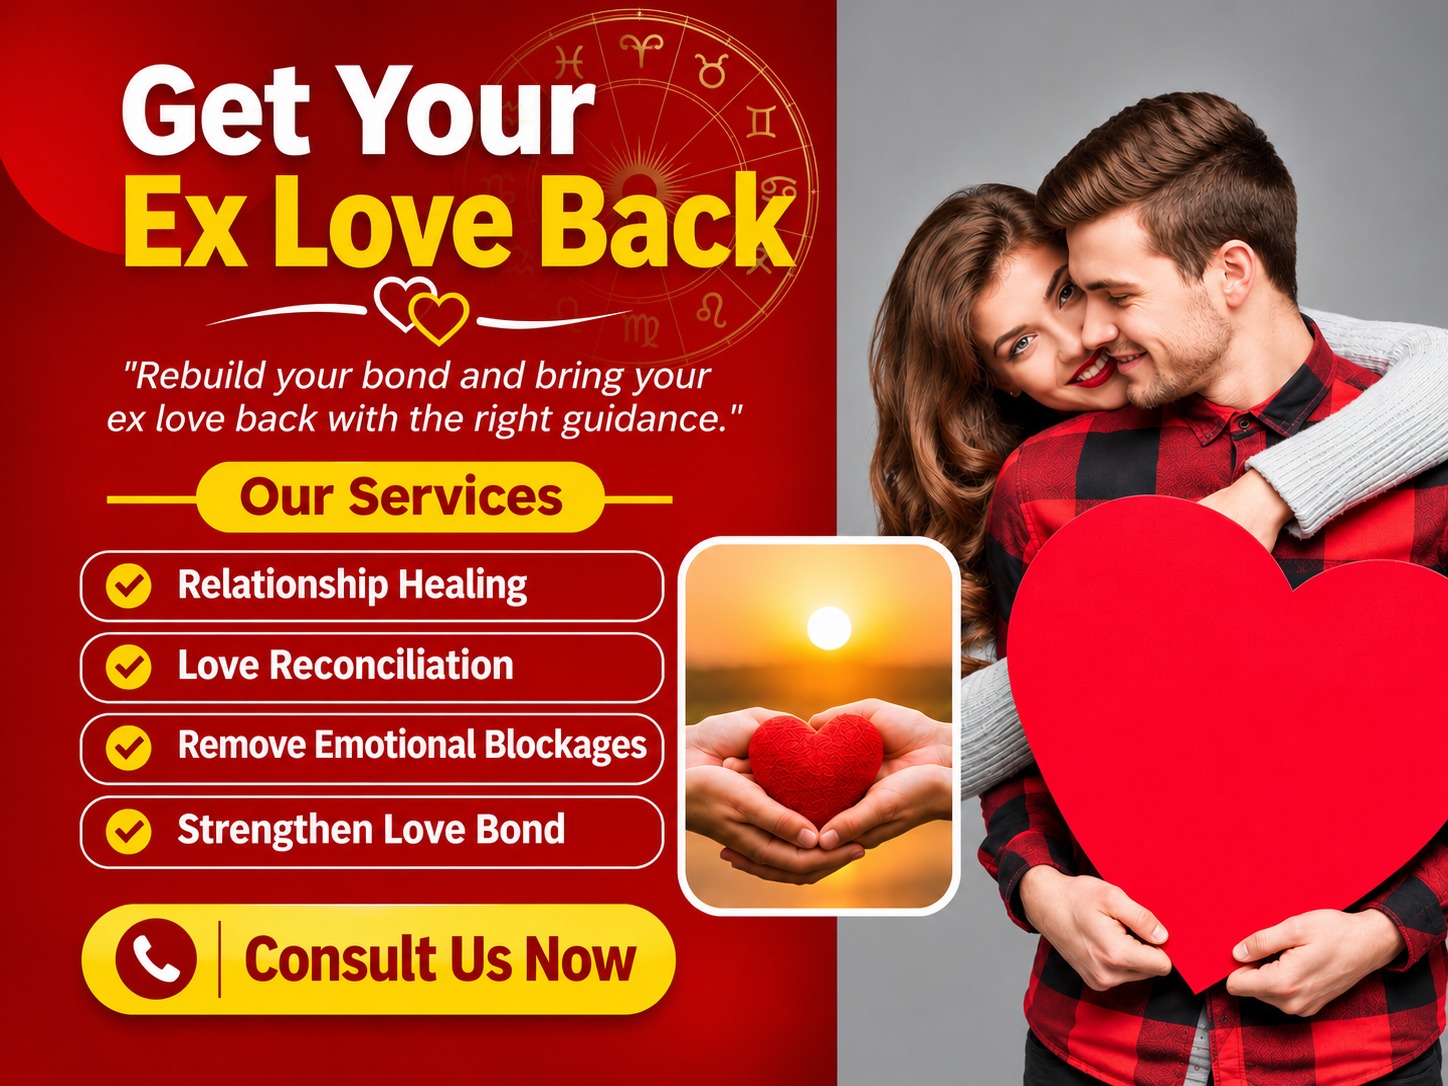 Get Your
Ex Love Back
"Rebuild your bond and bring your
ex love back with the right guidance."
Our Services
Relationship Healing
Love Reconciliation
Remove Emotional Blockages
Strengthen Love Bond
Consult Us Now